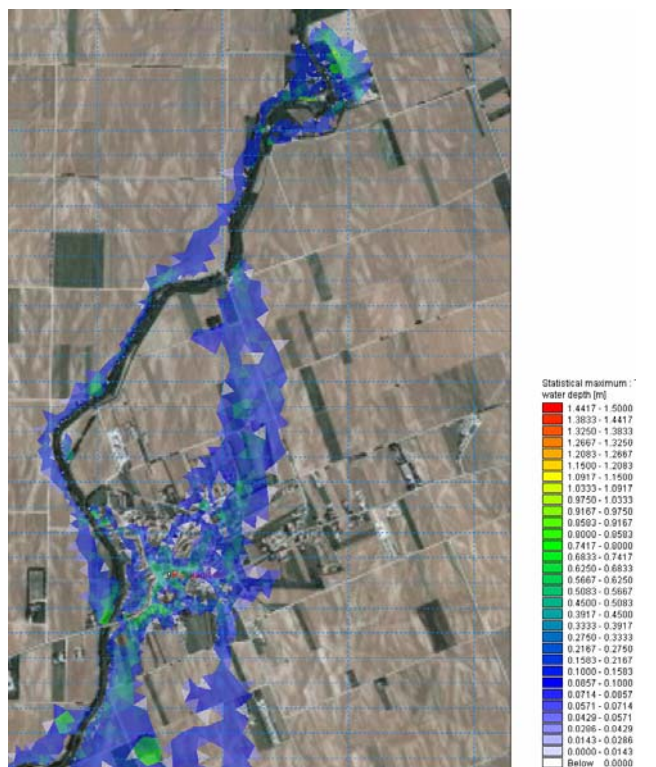 Statistical maximum :
water depth [m]
1.4417 - 1.5000
1.3833 - 1.4417
1.3250 - 1.3833
1.2667 - 1.3250
1.2083 - 1.2667
1.1500 - 1.2083
1.0917 - 1.1500
1.0333 - 1.0917
0.9750 - 1.0333
0.9167 - 0.9750
0.8583 - 0.9167
0.8000 - 0.8583
0.7417 - 0.8000
0.6833 - 0.7417
0.6250 - 0.6833
0.5667 - 0.6250
0.5083 - 0.5667
0.4500 - 0.5083
0.3917 - 0.4500
0.3333 - 0.3917
0.2750 - 0.3333
0.2167 - 0.2750
0.1583 - 0.2167
0.1000 - 0.1583
0.0857 - 0.1000
0.0714 - 0.0857
0.0571 - 0.0714
0.0429 - 0.0571
0.0286 - 0.0429
0.0143 - 0.0286
0.0000 - 0.0143
Below 0.0000